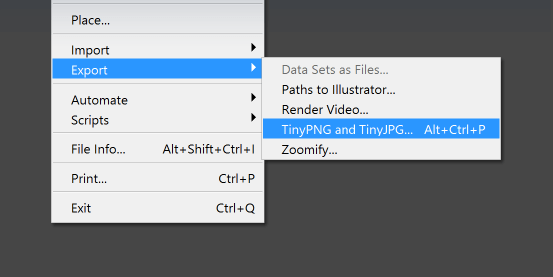 Place...
Import
Export
Automate
Scripts
File Info... Alt+Shift+Ctrl+I
Print... Ctrl+P
Exit Ctrl+Q
Data Sets as Files...
Paths to Illustrator...
Render Video...
TinyPNG and TinyJPG... Alt+Ctrl+P
Zoomify...